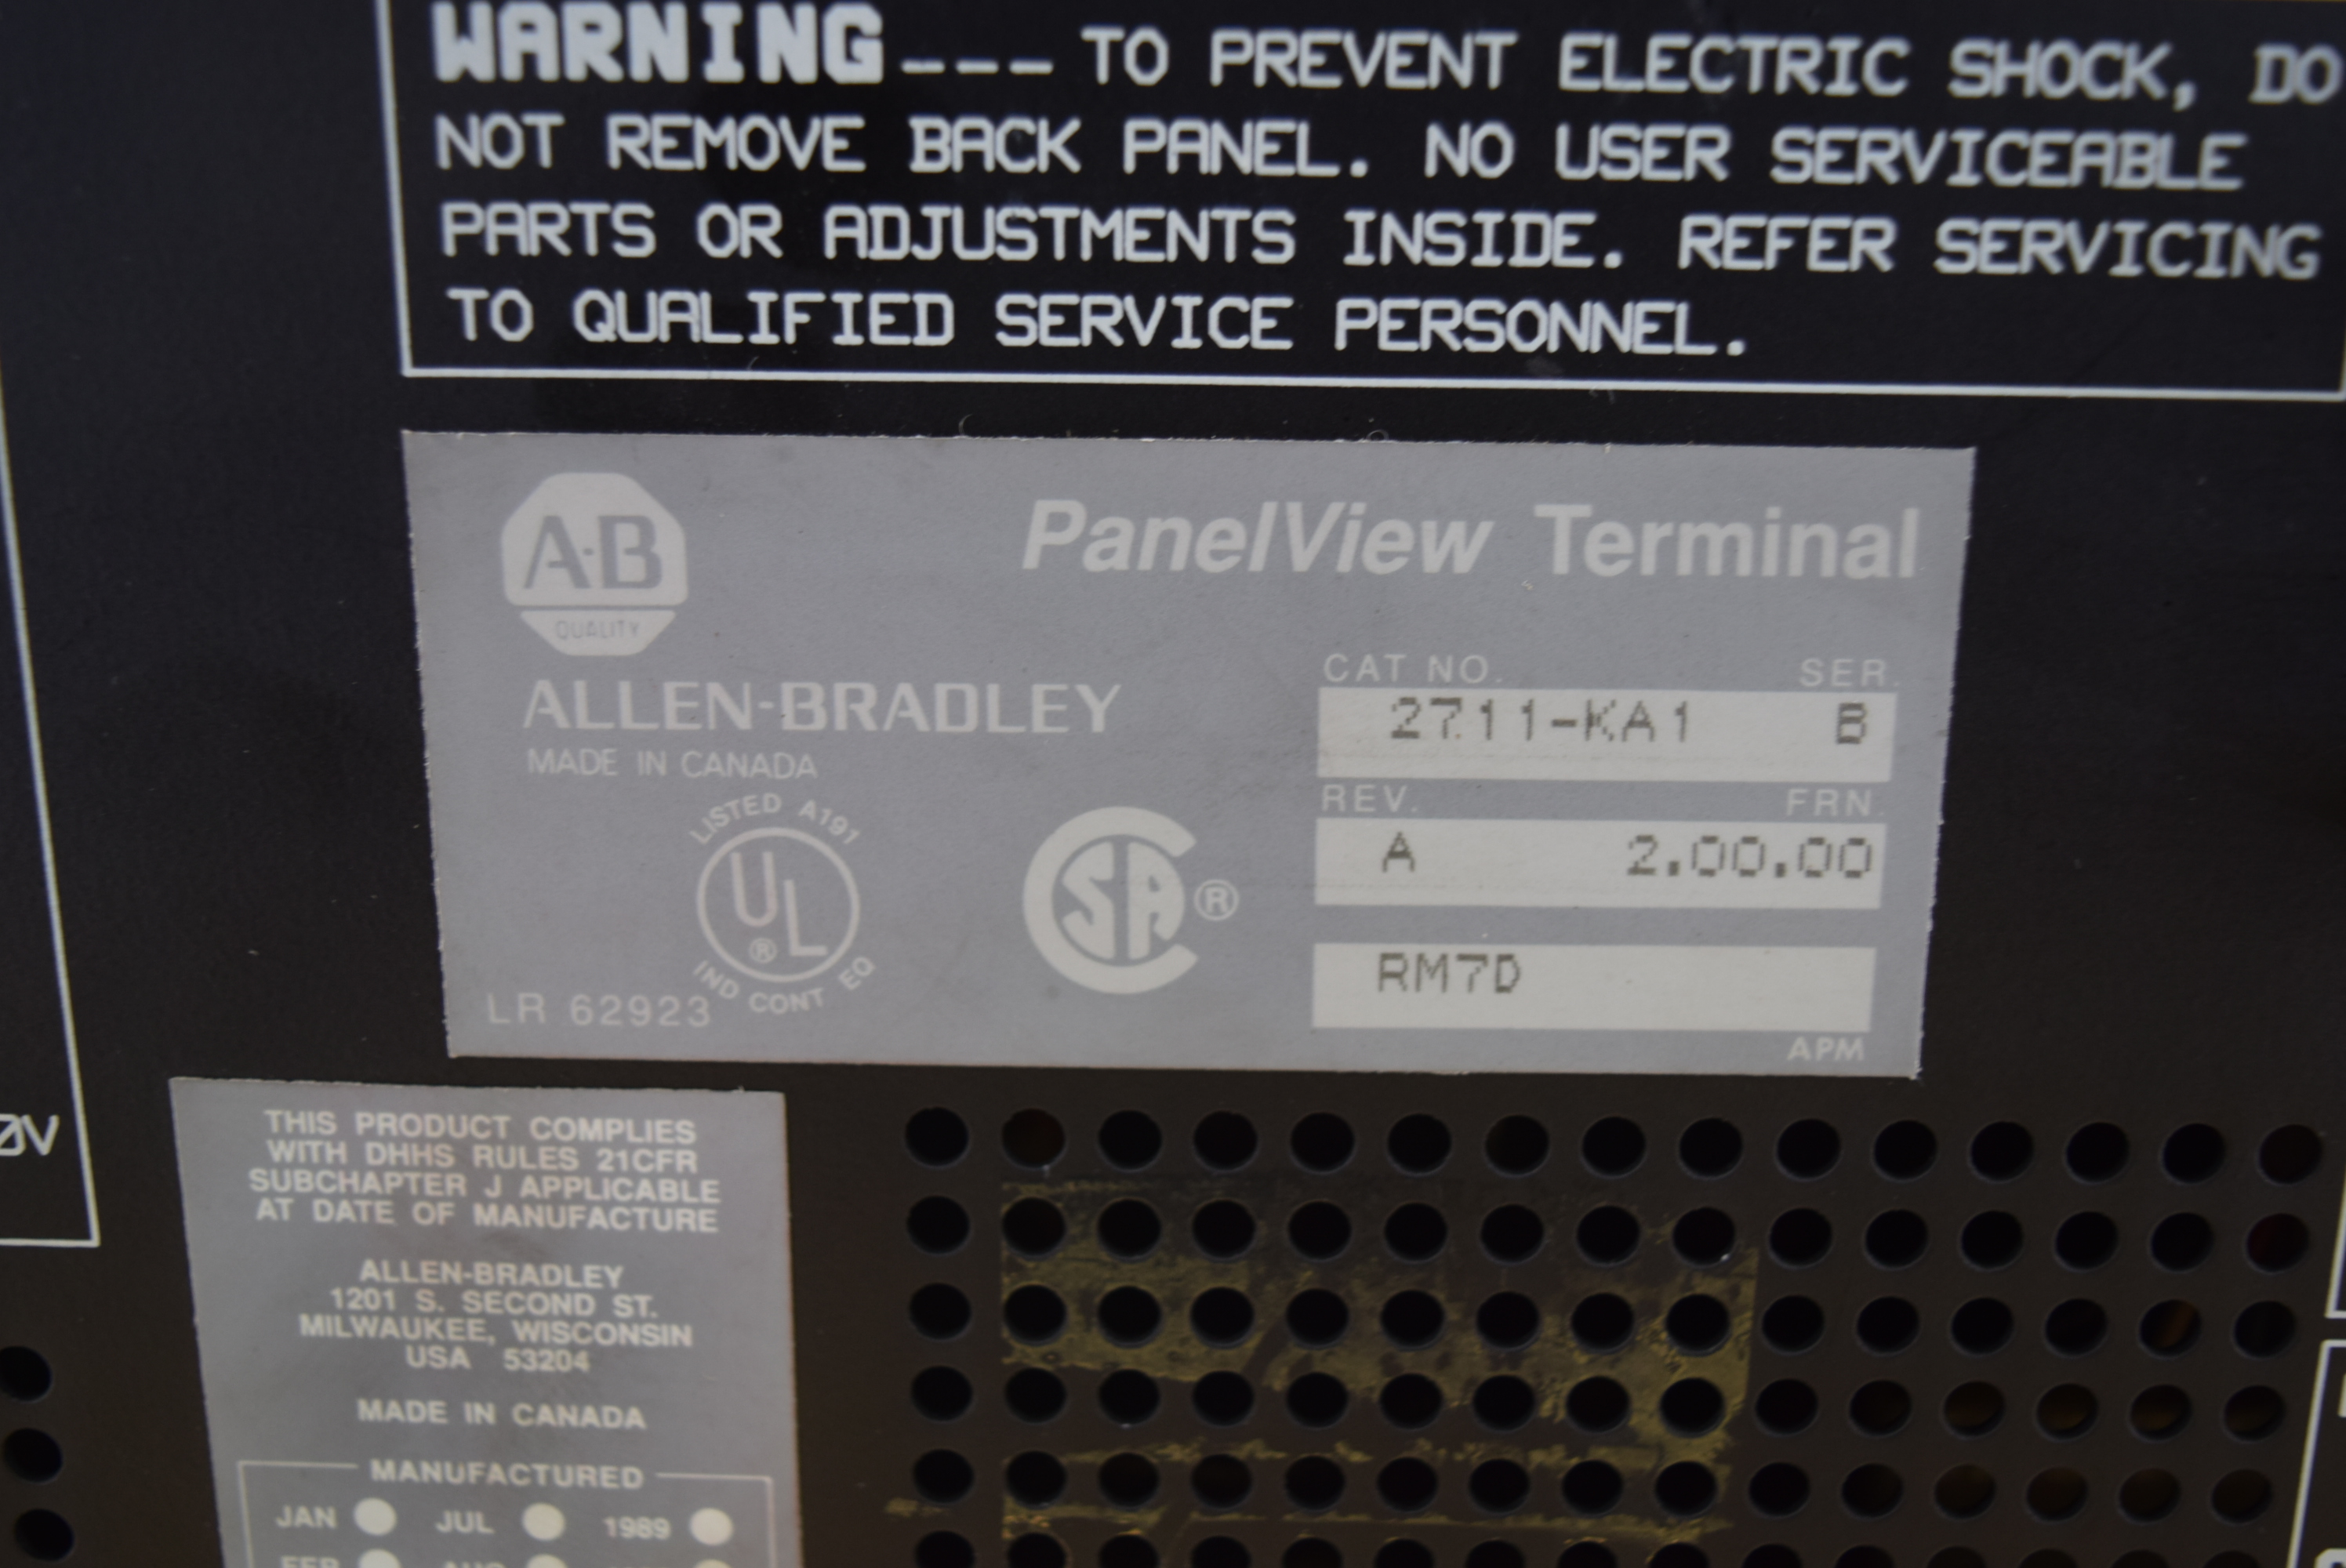 WARNING--- TO PREVENT ELECTRIC SHOCK, DO
NOT REMOVE BACK PANEL. NO USER SERVICEABLE
PARTS OR ADJUSTMENTS INSIDE. REFER SERVICING
TO QUALIFIED SERVICE PERSONNEL.
A·B
QUALITY
PanelView Terminal
ALLEN-BRADLEY
MADE IN CANADA
CAT NO. SER.
2711-KA1 B
REV. FRN.
A 2.00.00
RM7D
APM
LISTED A191
UL
®
IND CONT EQ
SA ®
LR 62923
0V
THIS PRODUCT COMPLIES
WITH DHHS RULES 21CFR
SUBCHAPTER J APPLICABLE
AT DATE OF MANUFACTURE
ALLEN-BRADLEY
1201 S. SECOND ST.
MILWAUKEE, WISCONSIN
USA 53204
MADE IN CANADA
MANUFACTURED
JAN JUL 1989
FEB AUG